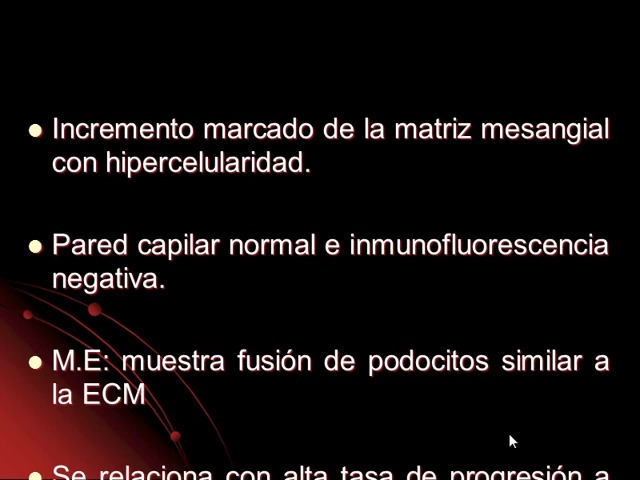 Incremento marcado de la matriz mesangial
con hipercelularidad.
Pared capilar normal e inmunofluorescencia
negativa.
M.E: muestra fusión de podocitos similar a
la ECM
Se relaciona con alta tasa de progresión a